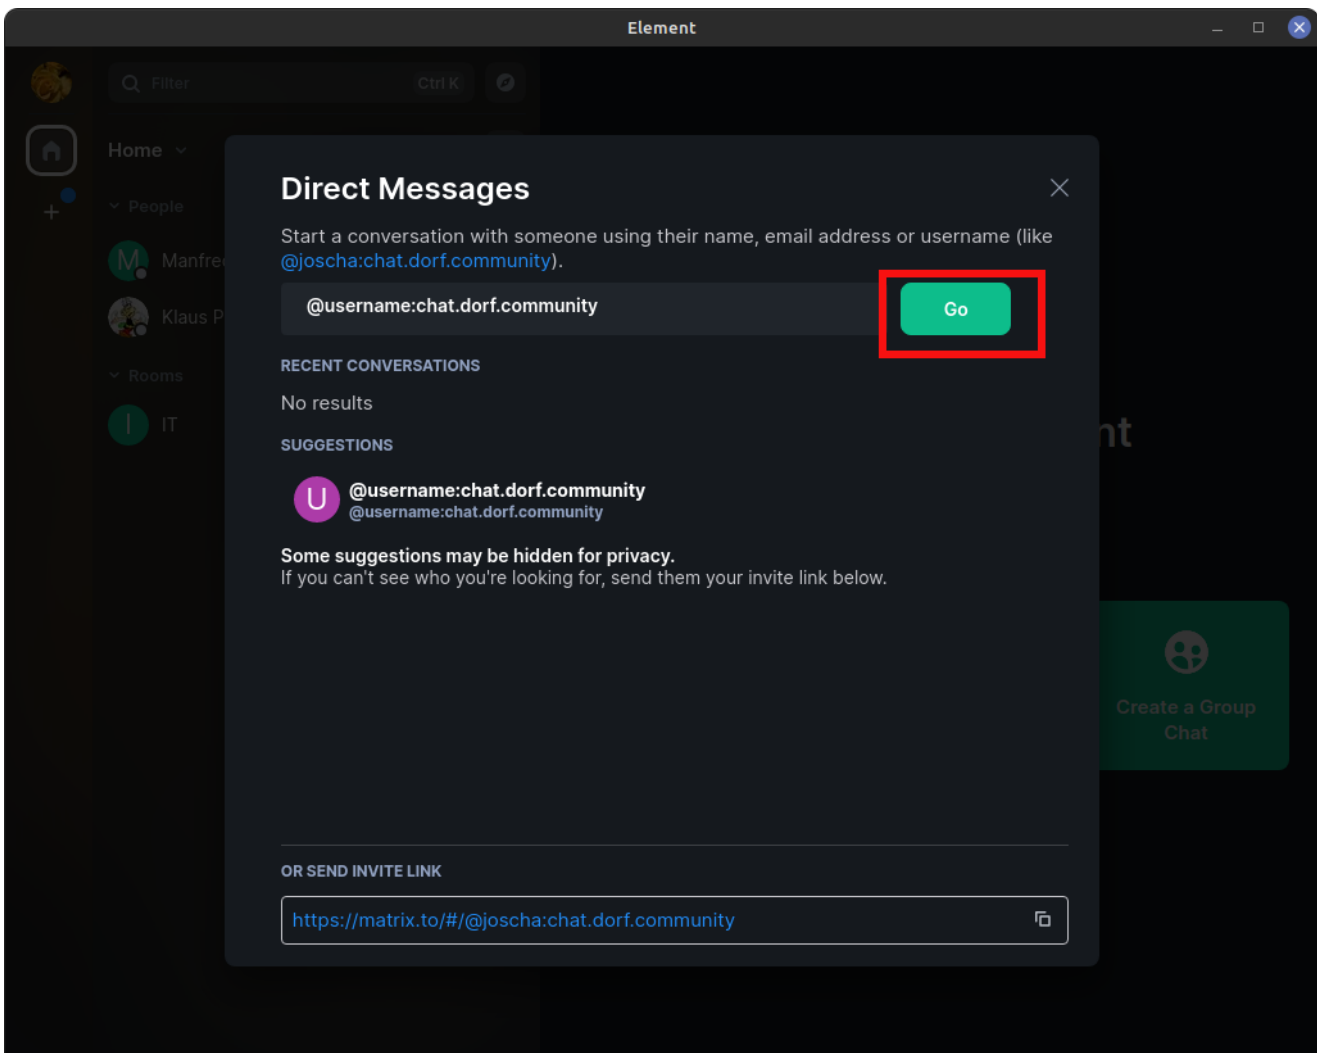 Element
Filter
Ctrl K
Home
People
Manfre
Klaus P
Rooms
I
IT
M
Direct Messages
Start a conversation with someone using their name, email address or username (like
@joscha:chat.dorf.community).
@username:chat.dorf.community
Go
RECENT CONVERSATIONS
No results
SUGGESTIONS
U
@username:chat.dorf.community
@username:chat.dorf.community
Some suggestions may be hidden for privacy.
If you can't see who you're looking for, send them your invite link below.
OR SEND INVITE LINK
https://matrix.to/#/@joscha:chat.dorf.community
nt
Create a Group
Chat